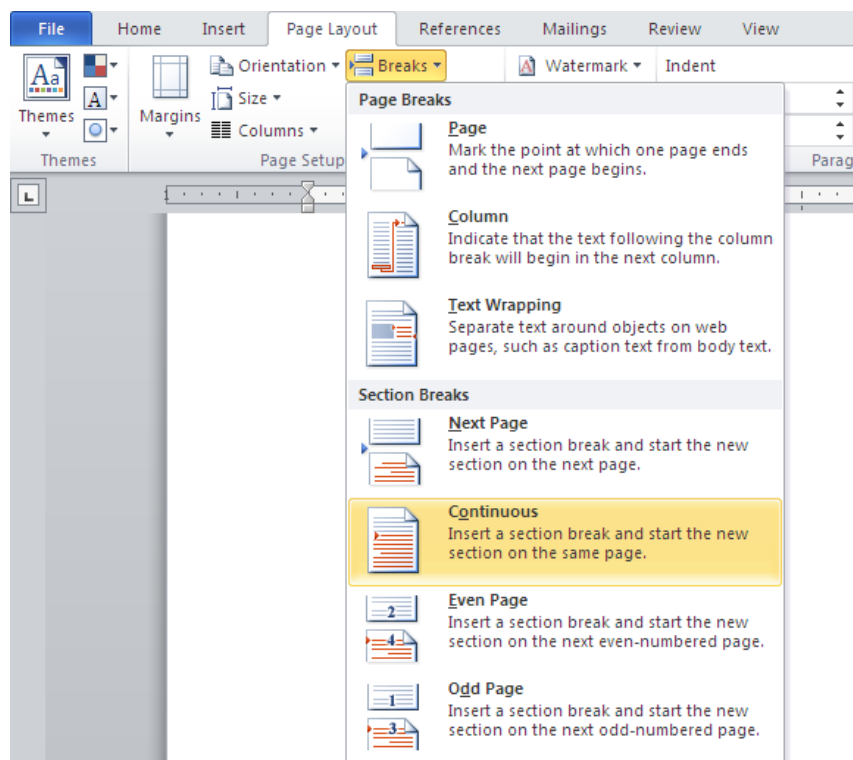 File Home Insert Page Layout References Mailings Review View
Orientation Breaks Watermark Indent
Aa
A
Size
Themes Margins
Columns
Themes Page Setup Parag
L
1
Page Breaks
Page
Mark the point at which one page ends
and the next page begins.
Column
Indicate that the text following the column
break will begin in the next column.
Text Wrapping
Separate text around objects on web
pages, such as caption text from body text.
Section Breaks
Next Page
Insert a section break and start the new
section on the next page.
Continuous
Insert a section break and start the new
section on the same page.
2
4
Even Page
Insert a section break and start the new
section on the next even-numbered page.
1
3
Odd Page
Insert a section break and start the new
section on the next odd-numbered page.